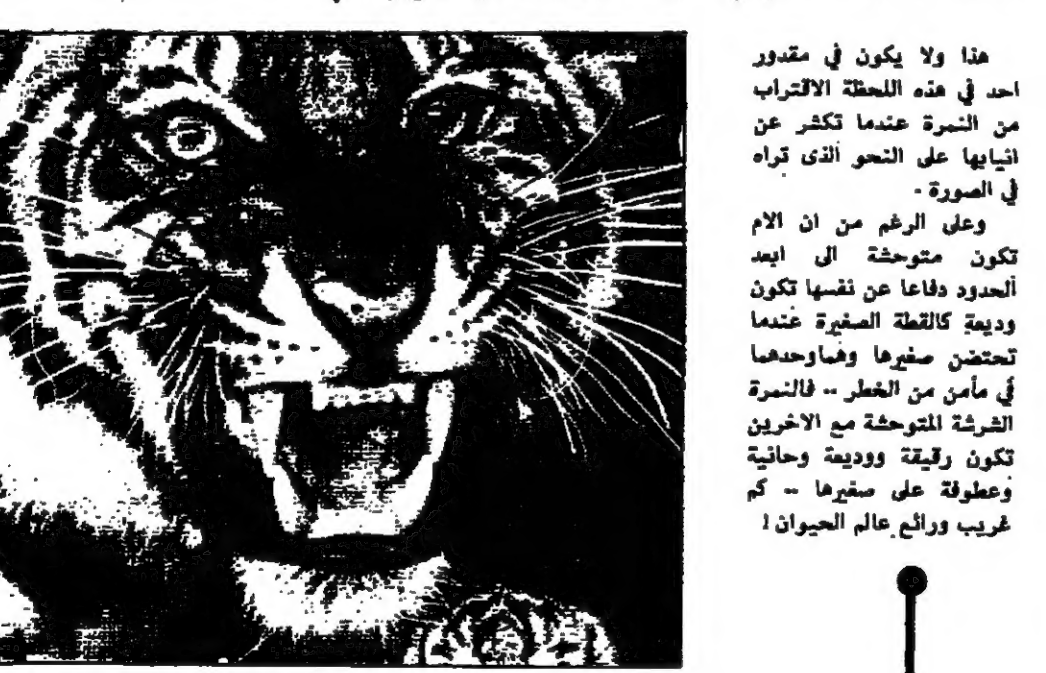 هذا ولا يكون في مقدور
احد في هذه اللحظة الاقتراب
من النمرة عندما تكشر عن
انيابها على النحو الذى تراه
في الصورة .
وعلى الرغم من ان الام
تكون متوحشة الى ابعد
الحدود دفاعا عن نفسها تكون
وديعة كالقطة الصغيرة عندما
تحتضن صغيرها وهماوحدهما
في مأمن من الخطر .. فالنمرة
الشرشة المتوحشة مع الاخرين
تكون رقيقة ووديعة وحانية
وعطوفة على صغيرها .. كم
غريب ورائع عالم الحيوان !